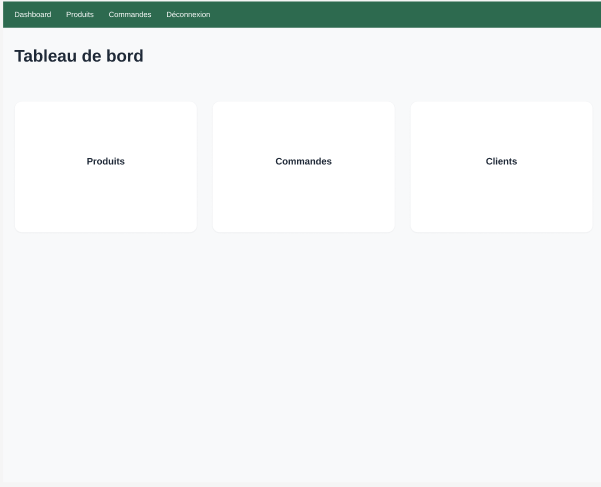 Dashboard Produits Commandes Déconnexion
Tableau de bord
Produits Commandes Clients